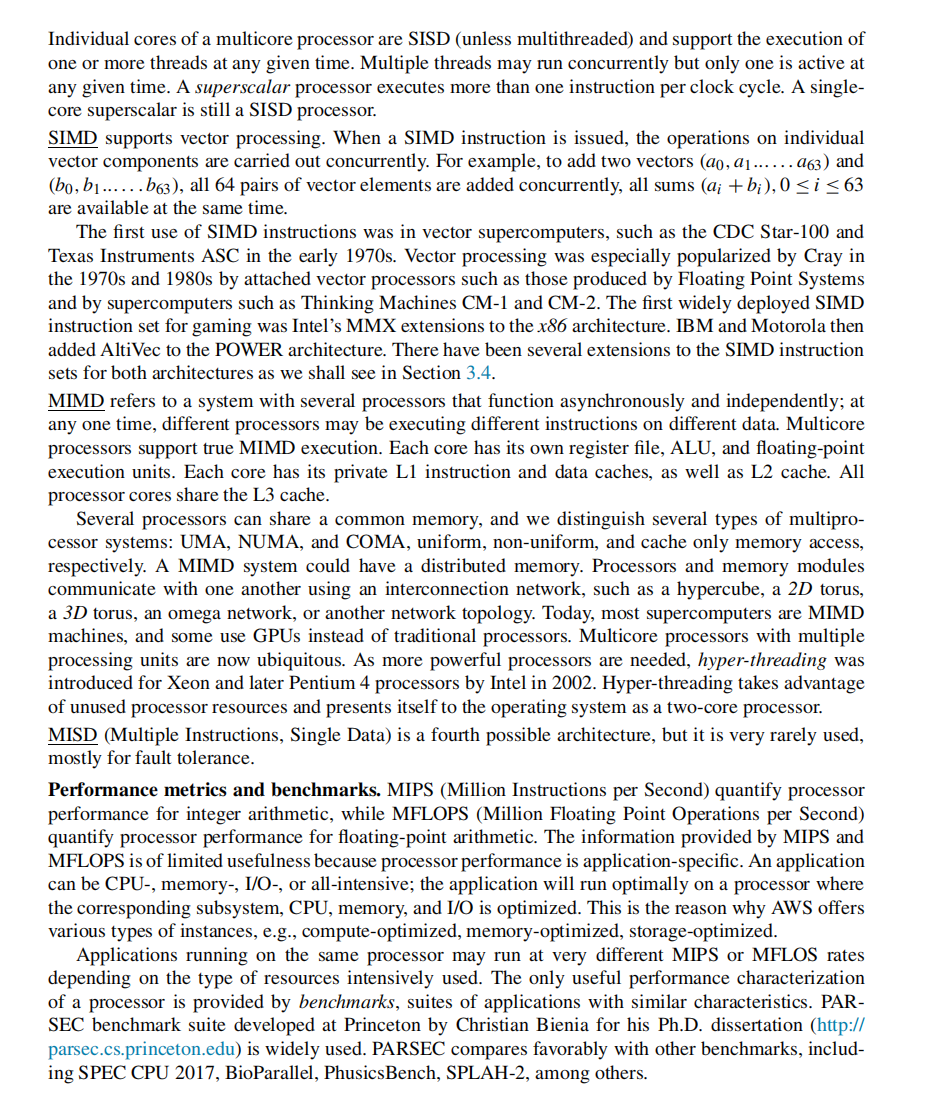 Individual cores of a multicore processor are SISD (unless multithreaded) and support the execution of
one or more threads at any given time. Multiple threads may run concurrently but only one is active at
any given time. A superscalar processor executes more than one instruction per clock cycle. A single-
core superscalar is still a SISD processor.
SIMD supports vector processing. When a SIMD instruction is issued, the operations on individual
vector components are carried out concurrently. For example, to add two vectors (a0, a1 ...... a63) and
(b0, b1 ...... b63), all 64 pairs of vector elements are added concurrently, all sums (ai + bi), 0 ≤ i ≤ 63
are available at the same time.
The first use of SIMD instructions was in vector supercomputers, such as the CDC Star-100 and
Texas Instruments ASC in the early 1970s. Vector processing was especially popularized by Cray in
the 1970s and 1980s by attached vector processors such as those produced by Floating Point Systems
and by supercomputers such as Thinking Machines CM-1 and CM-2. The first widely deployed SIMD
instruction set for gaming was Intel's MMX extensions to the x86 architecture. IBM and Motorola then
added AltiVec to the POWER architecture. There have been several extensions to the SIMD instruction
sets for both architectures as we shall see in Section 3.4.
MIMD refers to a system with several processors that function asynchronously and independently; at
any one time, different processors may be executing different instructions on different data. Multicore
processors support true MIMD execution. Each core has its own register file, ALU, and floating-point
execution units. Each core has its private L1 instruction and data caches, as well as L2 cache. All
processor cores share the L3 cache.
Several processors can share a common memory, and we distinguish several types of multipro-
cessor systems: UMA, NUMA, and COMA, uniform, non-uniform, and cache only memory access,
respectively. A MIMD system could have a distributed memory. Processors and memory modules
communicate with one another using an interconnection network, such as a hypercube, a 2D torus,
a 3D torus, an omega network, or another network topology. Today, most supercomputers are MIMD
machines, and some use GPUs instead of traditional processors. Multicore processors with multiple
processing units are now ubiquitous. As more powerful processors are needed, hyper-threading was
introduced for Xeon and later Pentium 4 processors by Intel in 2002. Hyper-threading takes advantage
of unused processor resources and presents itself to the operating system as a two-core processor.
MISD (Multiple Instructions, Single Data) is a fourth possible architecture, but it is very rarely used,
mostly for fault tolerance.
Performance metrics and benchmarks. MIPS (Million Instructions per Second) quantify processor
performance for integer arithmetic, while MFLOPS (Million Floating Point Operations per Second)
quantify processor performance for floating-point arithmetic. The information provided by MIPS and
MFLOPS is of limited usefulness because processor performance is application-specific. An application
can be CPU-, memory-, I/O-, or all-intensive; the application will run optimally on a processor where
the corresponding subsystem, CPU, memory, and I/O is optimized. This is the reason why AWS offers
various types of instances, e.g., compute-optimized, memory-optimized, storage-optimized.
Applications running on the same processor may run at very different MIPS or MFLOS rates
depending on the type of resources intensively used. The only useful performance characterization
of a processor is provided by benchmarks, suites of applications with similar characteristics. PAR-
SEC benchmark suite developed at Princeton by Christian Bienia for his Ph.D. dissertation (http://
parsec.cs.princeton.edu) is widely used. PARSEC compares favorably with other benchmarks, includ-
ing SPEC CPU 2017, BioParallel, PhusicsBench, SPLAH-2, among others.